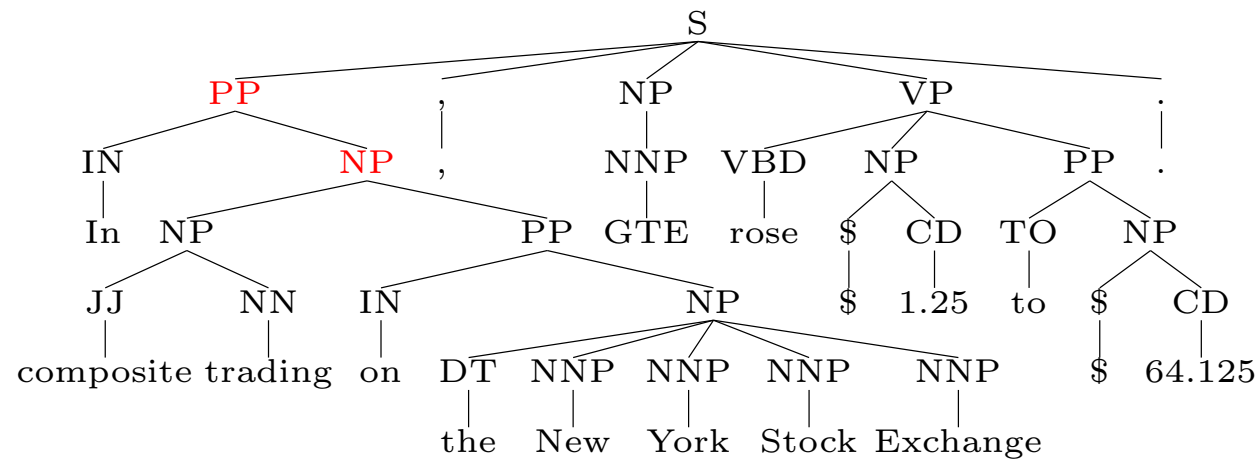 S
PP , NP VP .
IN NP , NNP VBD NP PP .
In NP PP GTE rose $ CD TO NP
JJ NN IN NP $ 1.25 to $ CD
composite trading on DT NNP NNP NNP NNP $ 64.125
the New York Stock Exchange